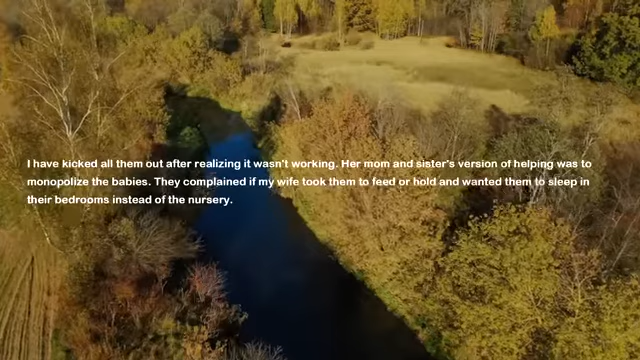 I have kicked all them out after realizing it wasn't working. Her mom and sister's version of helping was to
monopolize the babies. They complained if my wife took them to feed or hold and wanted them to sleep in
their bedrooms instead of the nursery.